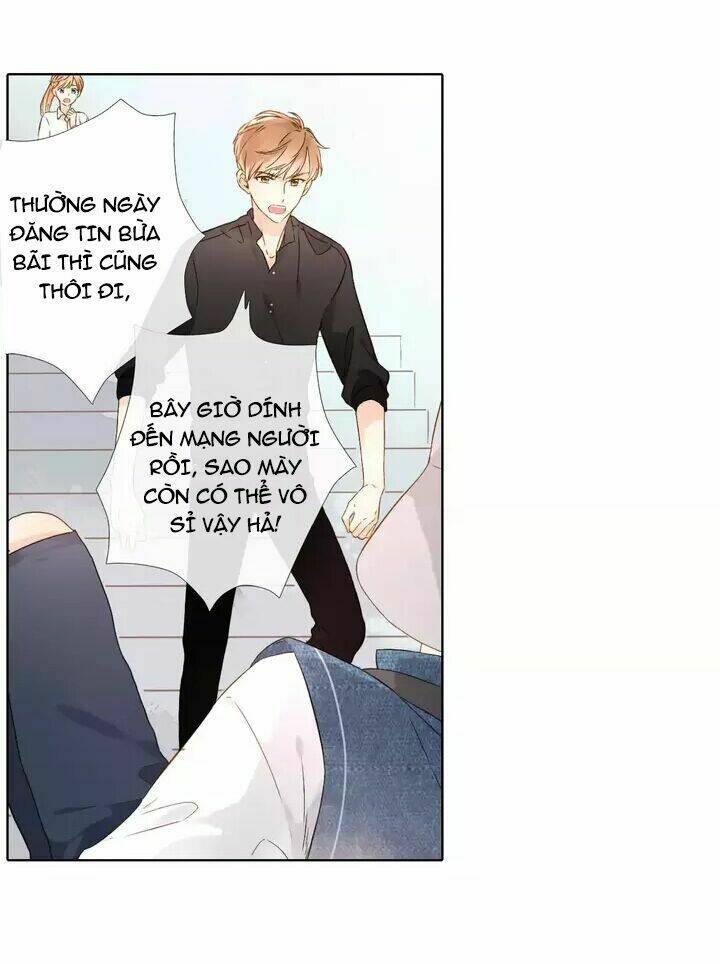 THƯỜNG NGÀY
ĐĂNG TIN BỪA
BÃI THÌ CŨNG
THÔI ĐI,
BÂY GIỜ DÍNH
ĐẾN MẠNG NGƯỜI
RỒI, SAO MÀY
CÒN CÓ THỂ VÔ
SỈ VẬY HẢ!